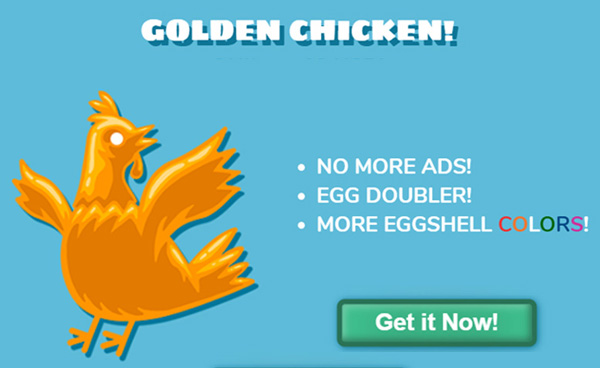 GOLDEN CHICKEN!
• NO MORE ADS!
• EGG DOUBLER!
• MORE EGGSHELL COLORS!
Get it Now!